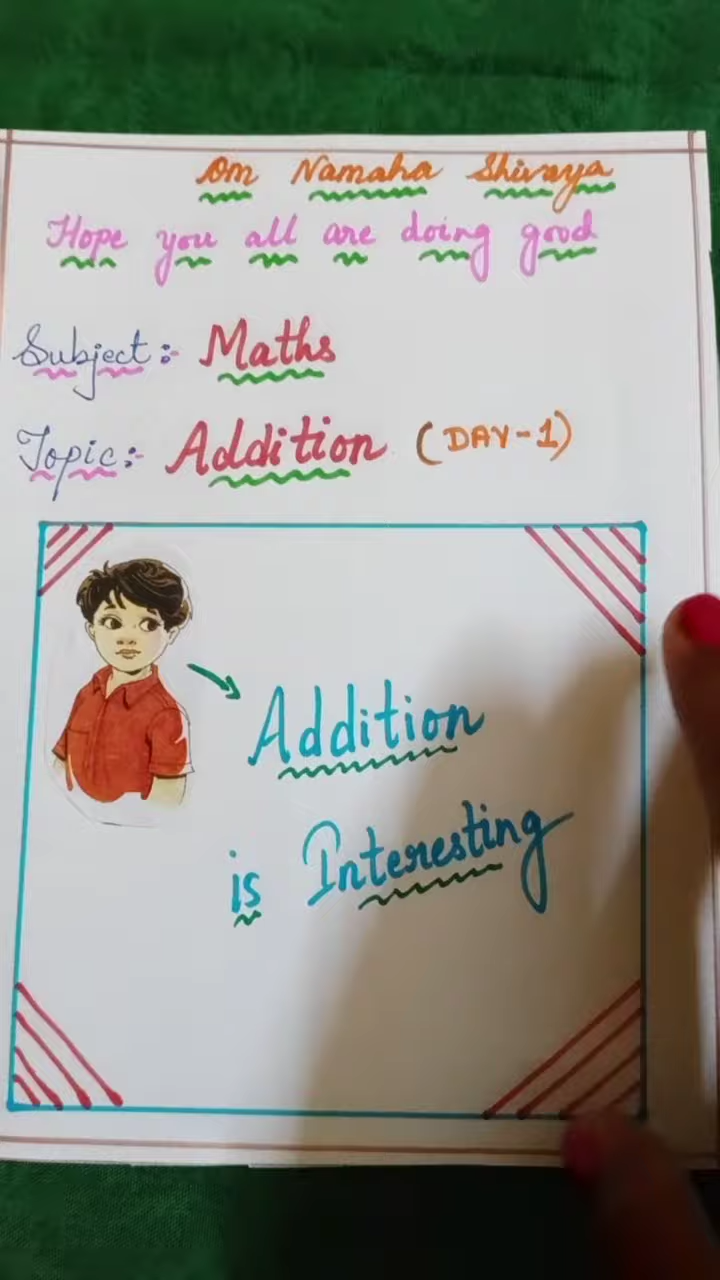 Om Namaha Shivaya
Hope you all are doing good
Subject:- Maths
Topic:- Addition (DAY-1)
Addition
is Interesting